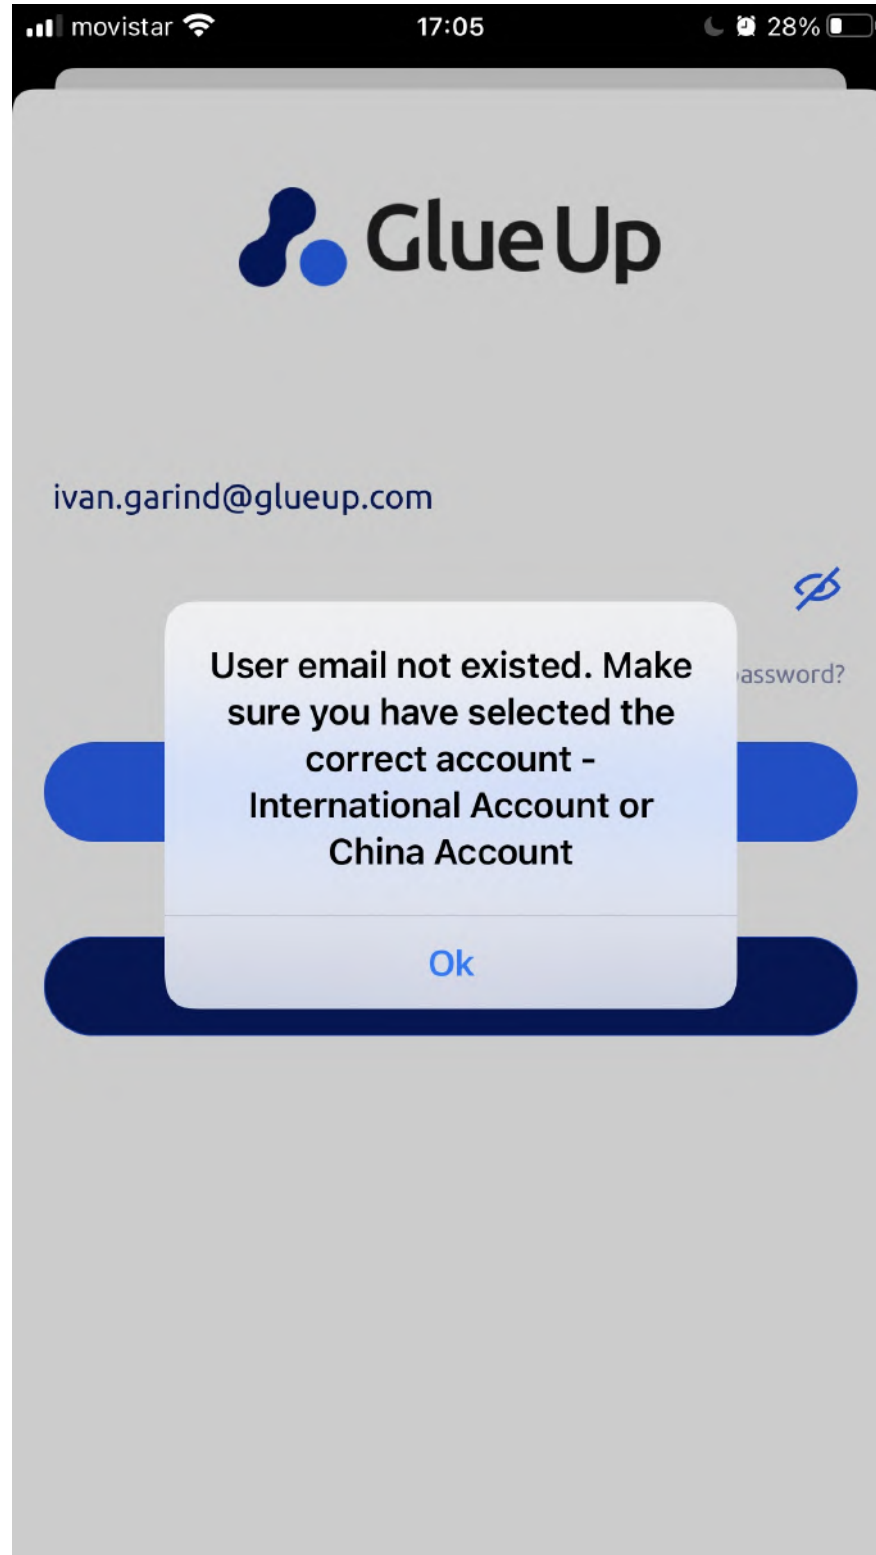 movistar 17:05 28%
Glue Up
ivan.garind@glueup.com
User email not existed. Make
sure you have selected the
correct account -
International Account or
China Account
Ok